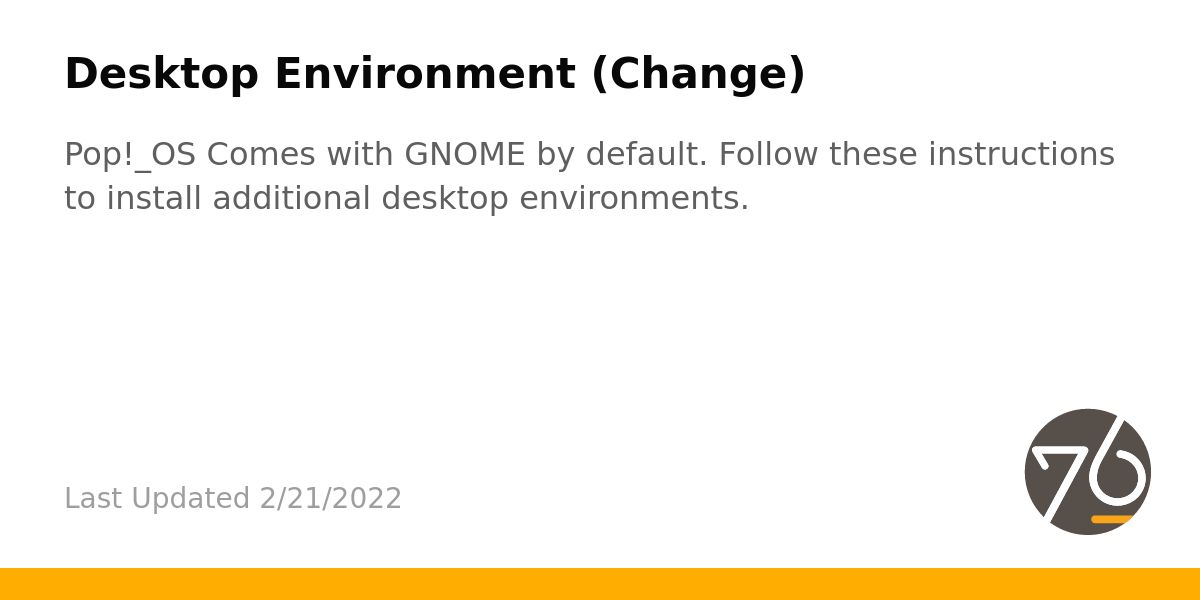 Desktop Environment (Change)
Pop!_OS Comes with GNOME by default. Follow these instructions
to install additional desktop environments.
Last Updated 2/21/2022
76